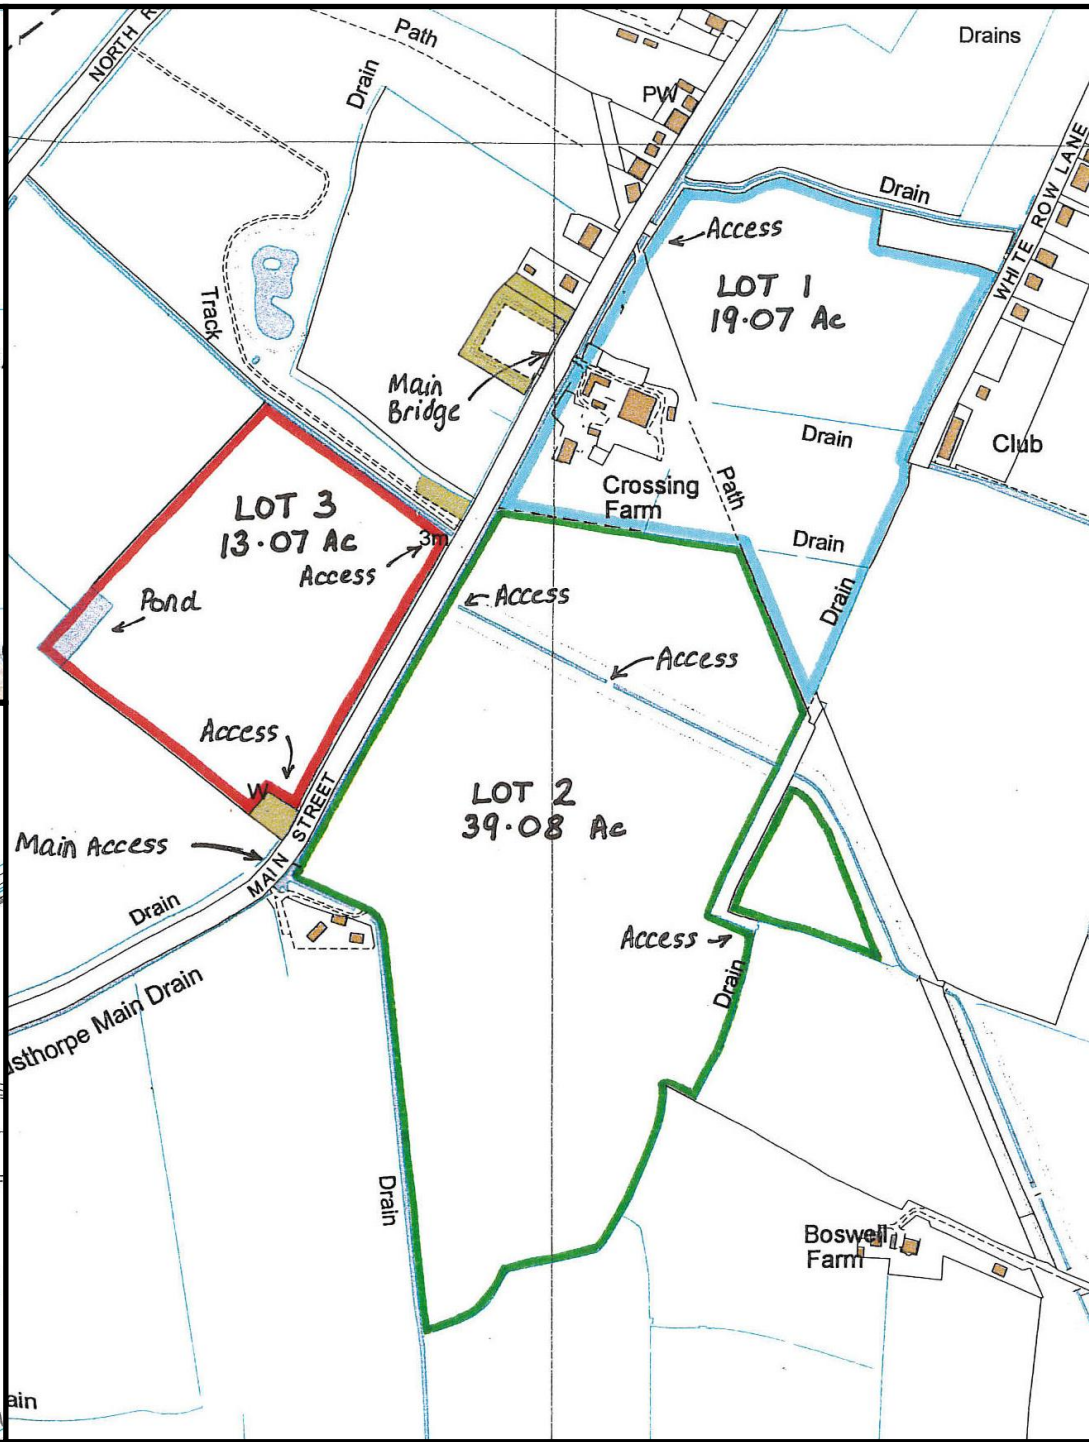 NORTH R
Path
Drains
Drain
PW
WHITE ROW LANE
Drain
Access
LOT 1
19.07 Ac
Track
Main
Bridge
Drain
Club
Path
Crossing
Farm
LOT 3
13.07 Ac
3m
Access
Drain
Access
Pond
Drain
Access
Access
W
LOT 2
39.08 Ac
MAIN STREET
Main Access
Drain
Access
Drain
usthorpe Main Drain
Drain
Boswell
Farm
ain